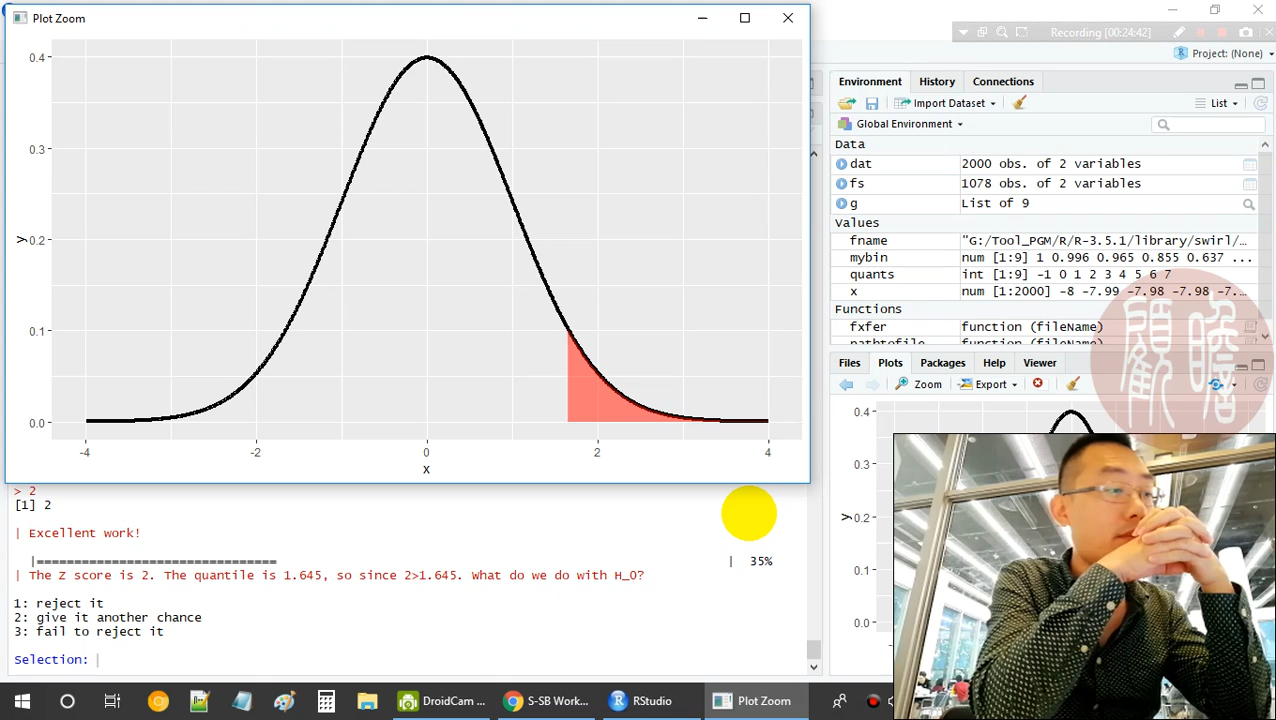 Plot Zoom
0.4
0.3
0.2
0.1
0.0
y
-4
-2
0
2
4
x
> 2
[1] 2
| Excellent work!
|================================ | 35%
| The Z score is 2. The quantile is 1.645, so since 2>1.645. What do we do with H_0?
1: reject it
2: give it another chance
3: fail to reject it
Selection:
Recording [00:24:42]
Project: (None)
Environment
History
Connections
Import Dataset
List
Global Environment
Data
dat 2000 obs. of 2 variables
fs 1078 obs. of 2 variables
g List of 9
Values
fname "G:/Tool_PGM/R/R-3.5.1/library/swirl/…
mybin num [1:9] 1 0.996 0.965 0.855 0.637 ...
quants int [1:9] -1 0 1 2 3 4 5 6 7
x num [1:2000] -8 -7.99 -7.98 -7.98 -7.…
Functions
fxfer function (fileName)
pathtofile function (fileName)
Files
Plots
Packages
Help
Viewer
Zoom
Export
0.4
0.3
0.2
0.1
0.0
y
DroidCam ...
S-SB Work...
RStudio
Plot Zoom